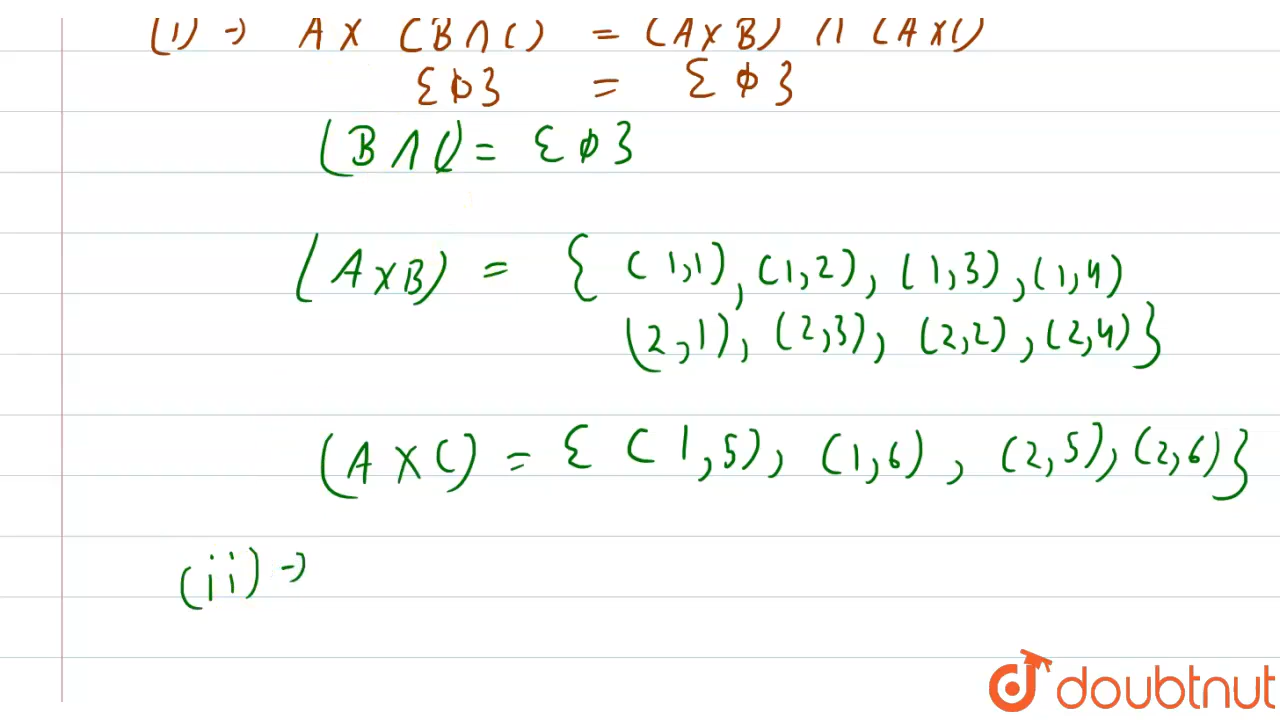 (i) → A X (B ∩ C) = (A X B) ∩ (A X C)
{ϕ} = {ϕ}
(B ∩ C) = {ϕ}
(A X B) = { (1,1), (1,2), (1,3), (1,4)
(2,1), (2,3), (2,2), (2,4) }
(A X C) = { (1,5), (1,6), (2,5), (2,6) }
(ii) →
doubtnut